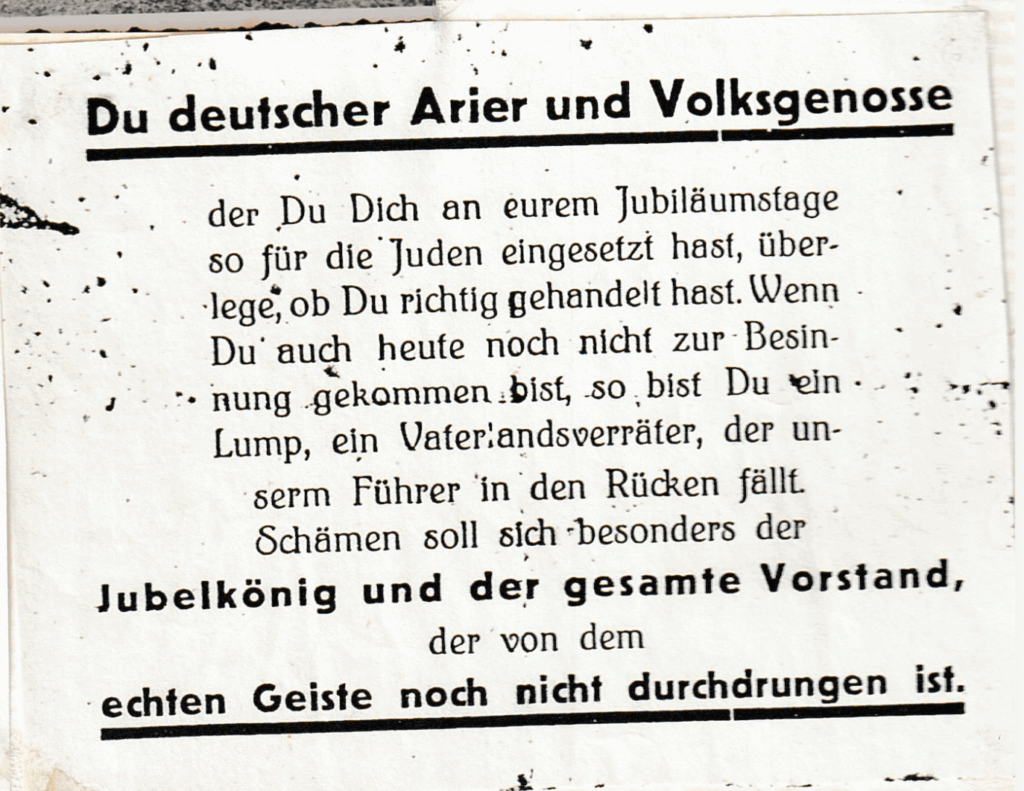 Du deutscher Arier und Volksgenosse
der Du Dich an eurem Jubiläumstage
so für die Juden eingesetzt hast, über-
lege, ob Du richtig gehandelt hast. Wenn
Du auch heute noch nicht zur Besin-
nung gekommen bist, so bist Du ein
Lump, ein Vaterlandsverräter, der un-
serm Führer in den Rücken fällt.
Schämen soll sich besonders der
Jubelkönig und der gesamte Vorstand,
der von dem
echten Geiste noch nicht durchdrungen ist.